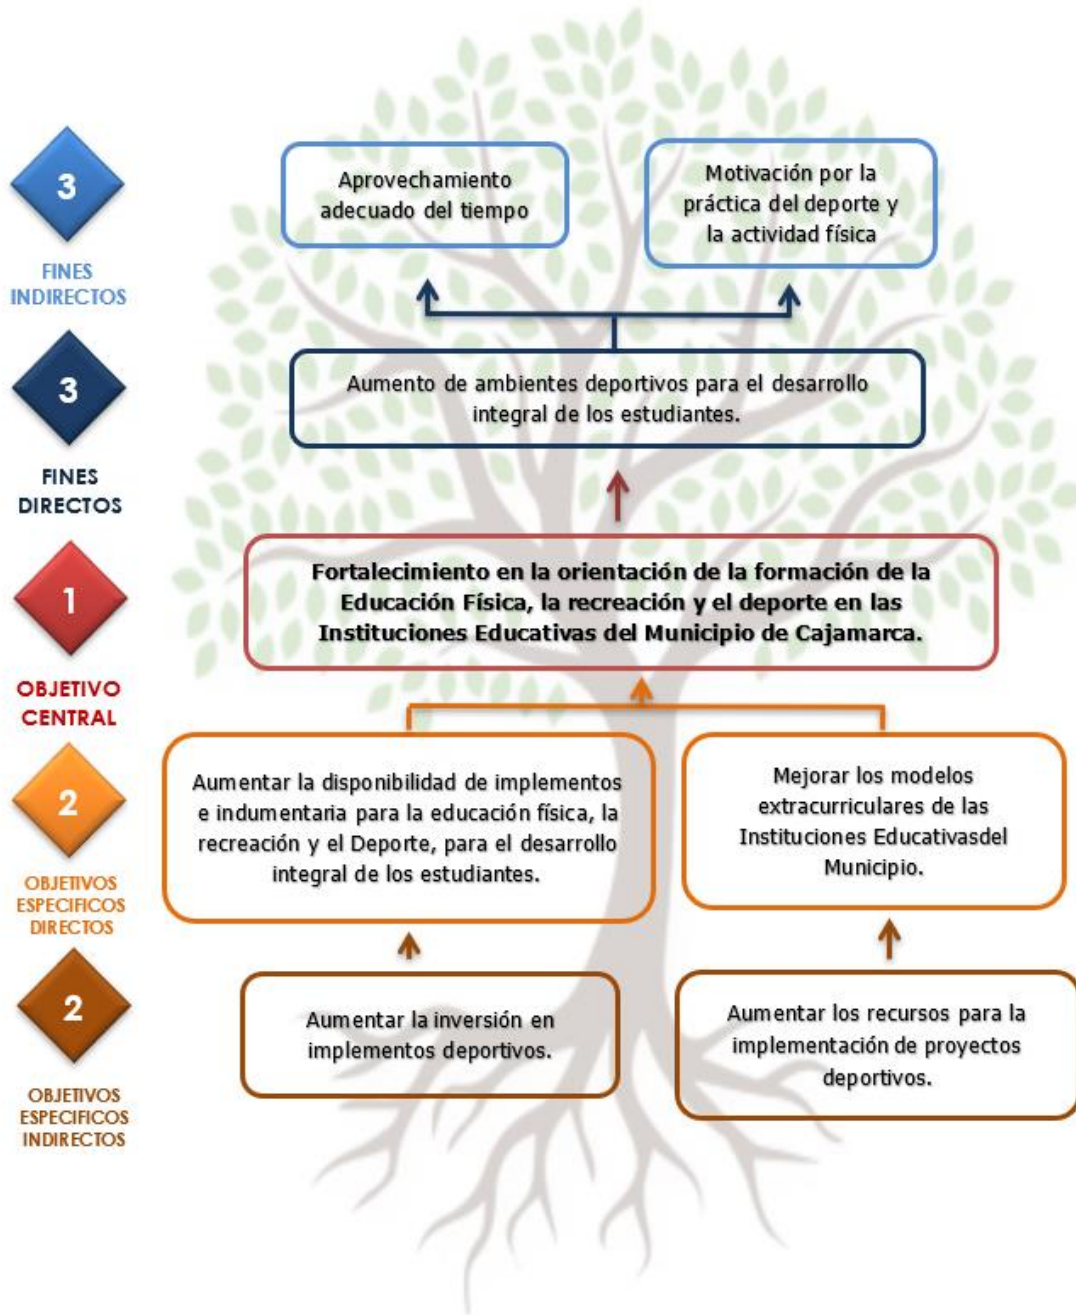 3
FINES
INDIRECTOS
Aprovechamiento
adecuado del tiempo
Motivación por la
práctica del deporte y
la actividad física
3
FINES
DIRECTOS
Aumento de ambientes deportivos para el desarrollo
integral de los estudiantes.
1
OBJETIVO
CENTRAL
Fortalecimiento en la orientación de la formación de la
Educación Física, la recreación y el deporte en las
Instituciones Educativas del Municipio de Cajamarca.
2
OBJETIVOS
ESPECIFICOS
DIRECTOS
Aumentar la disponibilidad de implementos
e indumentaria para la educación física, la
recreación y el Deporte, para el desarrollo
integral de los estudiantes.
Mejorar los modelos
extracurriculares de las
Instituciones Educativasdel
Municipio.
2
OBJETIVOS
ESPECIFICOS
INDIRECTOS
Aumentar la inversión en
implementos deportivos.
Aumentar los recursos para la
implementación de proyectos
deportivos.